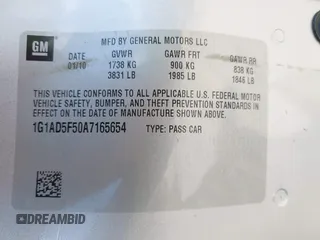 GM
MFD BY GENERAL MOTORS LLC
DATE GVWR GAWR FRT GAWR RR
01/10 1738 KG 900 KG 838 KG
3831 LB 1985 LB 1846 LB
THIS VEHICLE CONFORMS TO ALL APPLICABLE U.S. FEDERAL MOTOR
VEHICLE SAFETY, BUMPER, AND THEFT PREVENTION STANDARDS IN
EFFECT ON THE DATE OF MANUFACTURE SHOWN ABOVE.
1G1AD5F50A7165654 TYPE: PASS CAR
DREAMBID